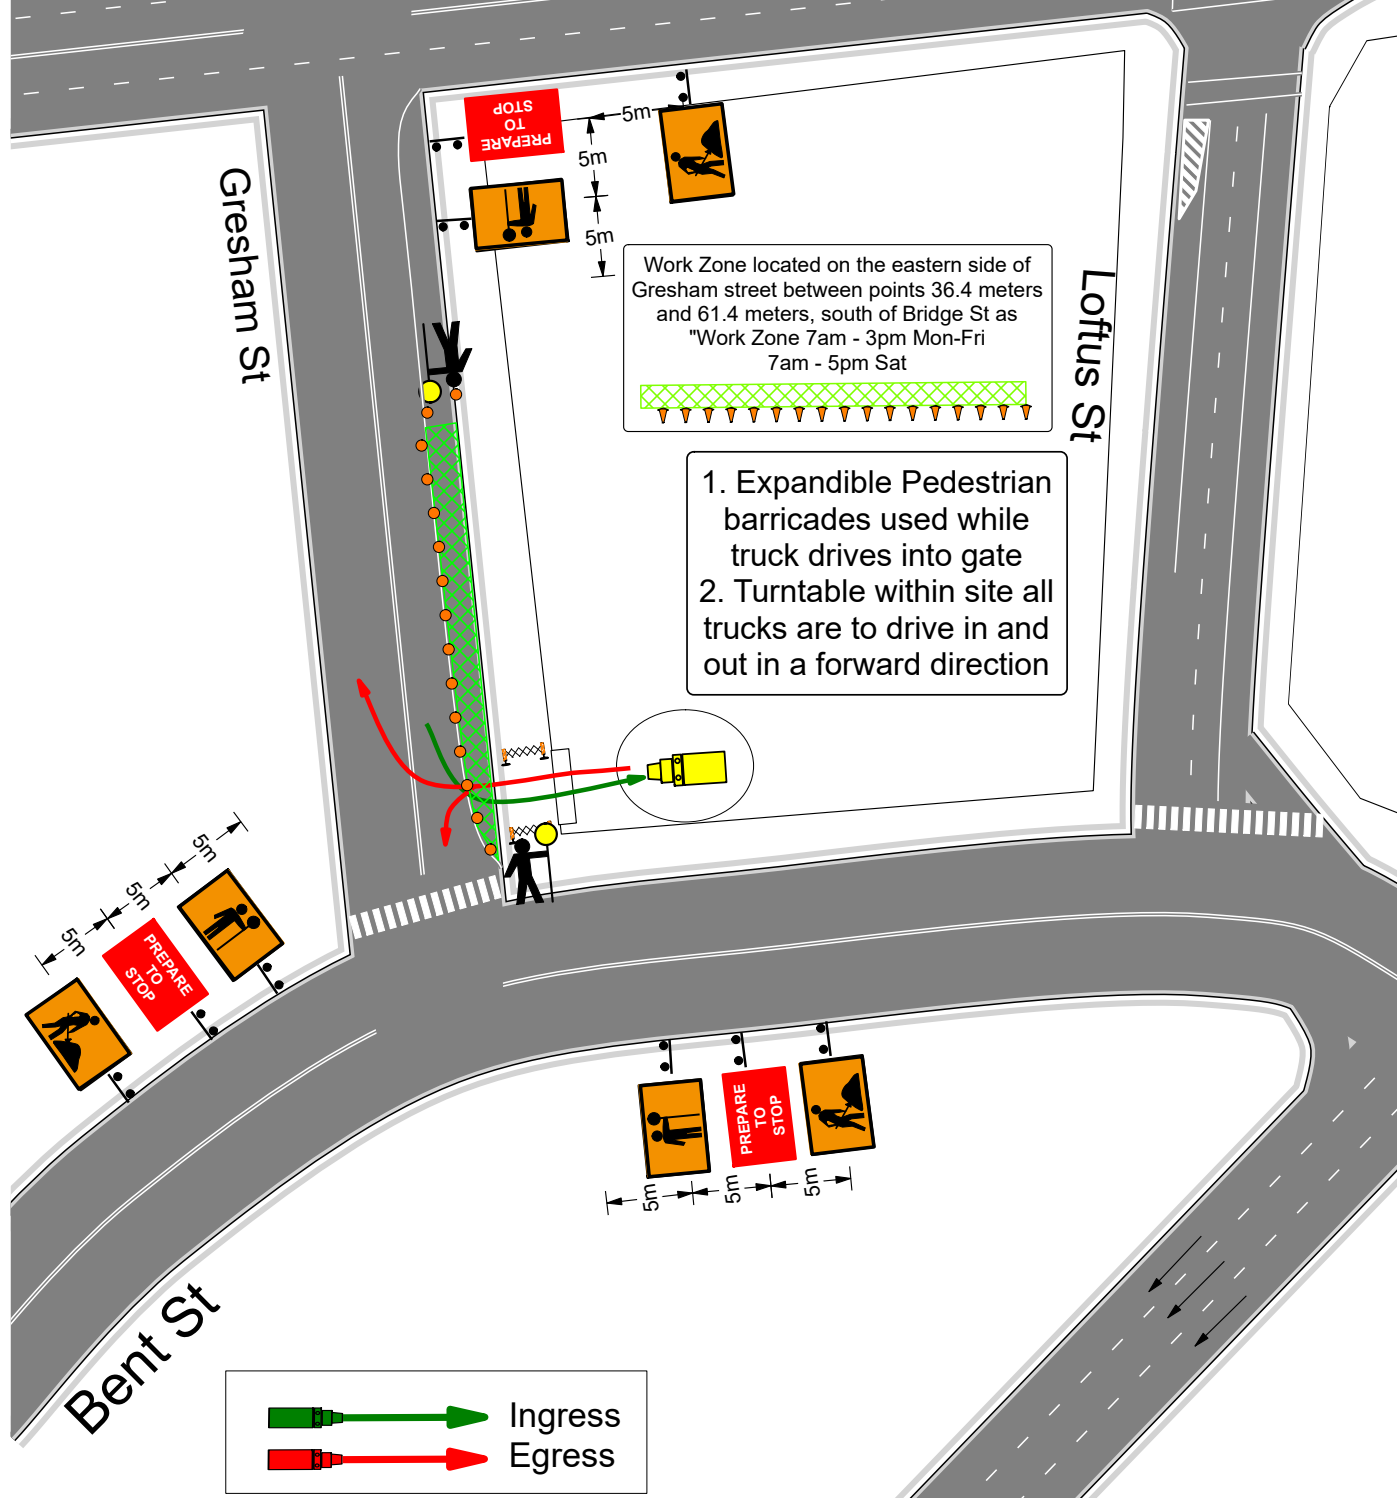 PREPARE
TO
STOP
5m
5m
5m
Gresham St
Work Zone located on the eastern side of
Gresham street between points 36.4 meters
and 61.4 meters, south of Bridge St as
"Work Zone 7am - 3pm Mon-Fri
7am - 5pm Sat
Loftus St
1. Expandible Pedestrian
barricades used while
truck drives into gate
2. Turntable within site all
trucks are to drive in and
out in a forward direction
5m
5m
5m
PREPARE
TO
STOP
PREPARE
TO
STOP
5m
5m
5m
Bent St
Ingress
Egress